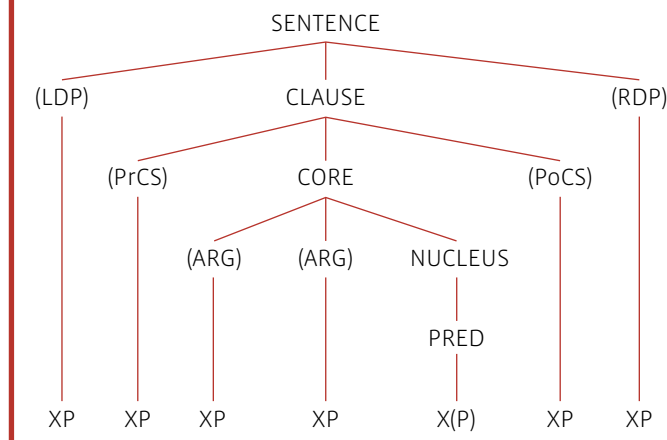 SENTENCE
(LDP) CLAUSE (RDP)
(PrCS) CORE (PoCS)
(ARG) (ARG) NUCLEUS
PRED
XP XP XP XP X(P) XP XP